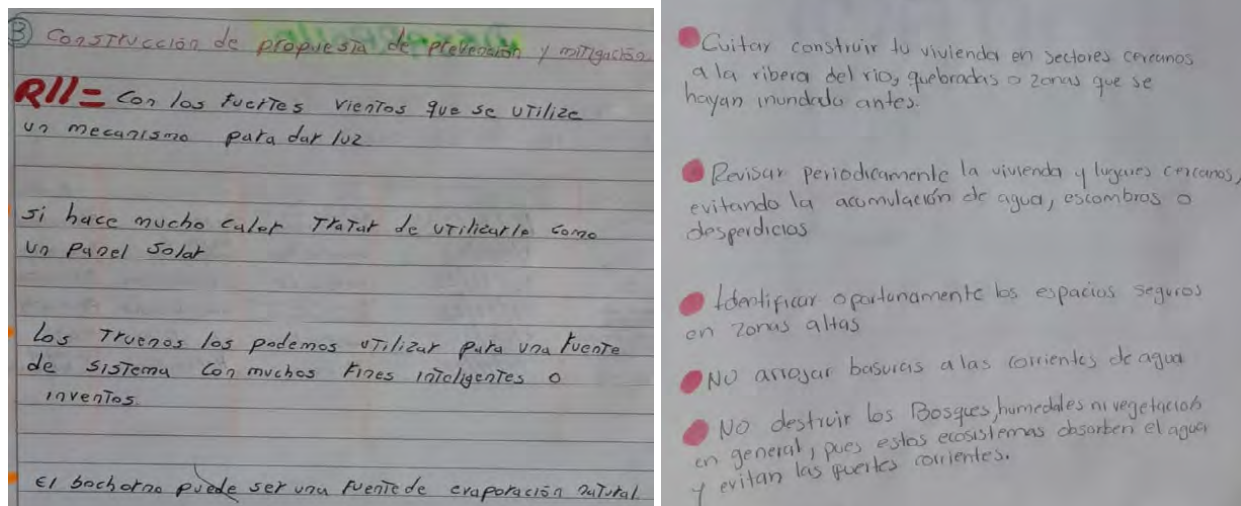 3 Construcción de propuesta de prevención y mitigación
R// = Con los fuertes vientos que se utilize
un mecanismo para dar luz
si hace mucho calor tratar de utilicarlo como
un panel solar
Los truenos los podemos utilizar para una fuente
de sistema con muchos fines inteligentes o
inventos
El bochorno puede ser una fuente de evaporación natural
Evitar construir tu vivienda en sectores cercanos
a la ribera del rio, quebradas o zonas que se
hayan inundado antes.
Revisar periodicamente la vivienda y lugares cercanos,
evitando la acumulación de agua, escombros o
desperdicios
Identificar oportunamente los espacios seguros
en zonas altas
No arrojar basuras a las corrientes de agua
No destruir los Bosques, humedales ni vegetación
en general, pues estos ecosistemas absorben el agua
y evitan las fuertes corrientes.